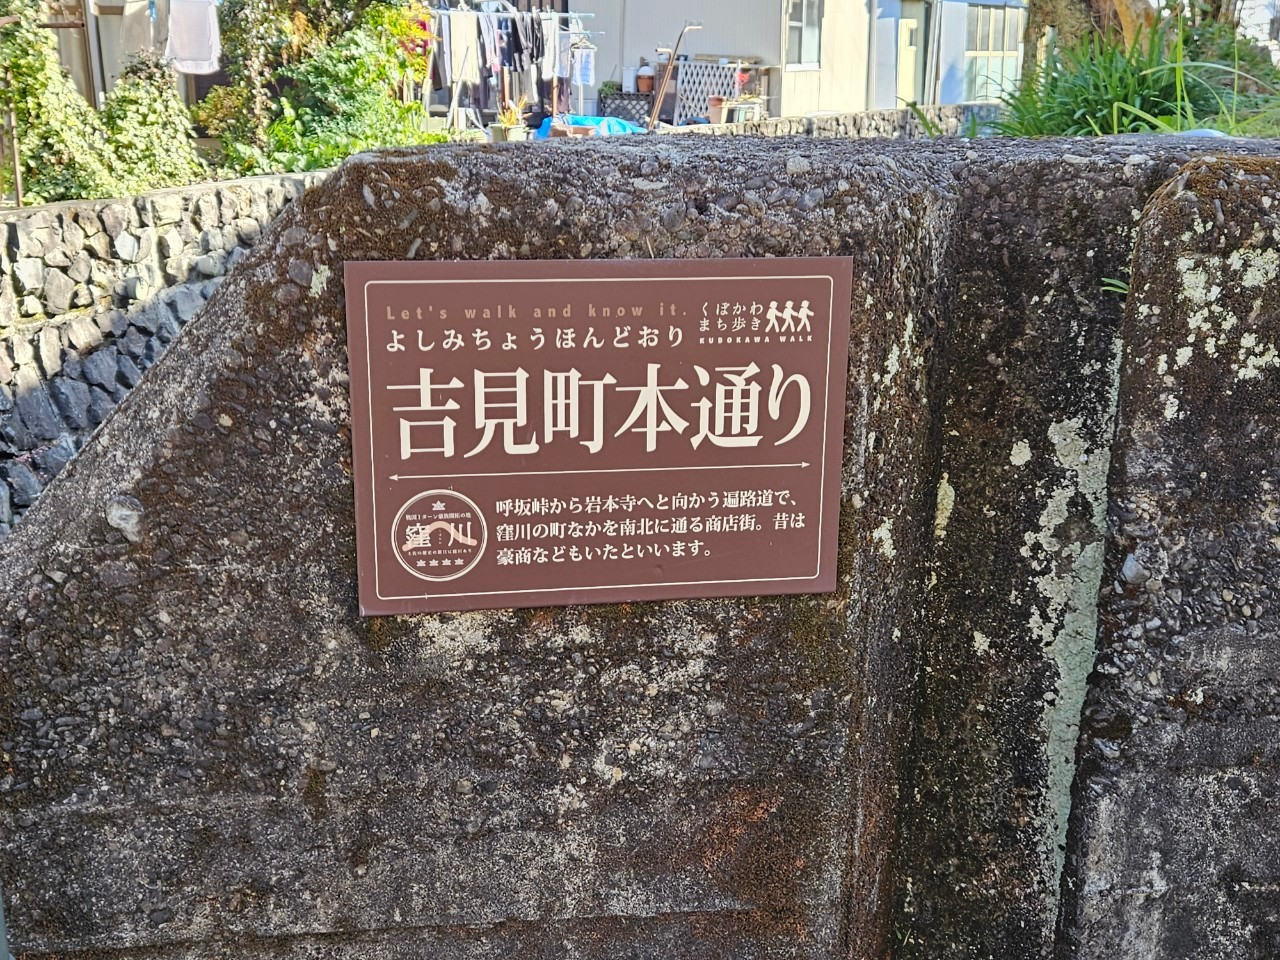 Let's walk and know it.
よしみちょうほんどおり
くぼかわ
まち歩き
KUBOKAWA WALK
吉見町本通り
呼坂峠から岩本寺へと向かう遍路道で、
窪川の町なかを南北に通る商店街。昔は
豪商などもいたといいます。
窪川